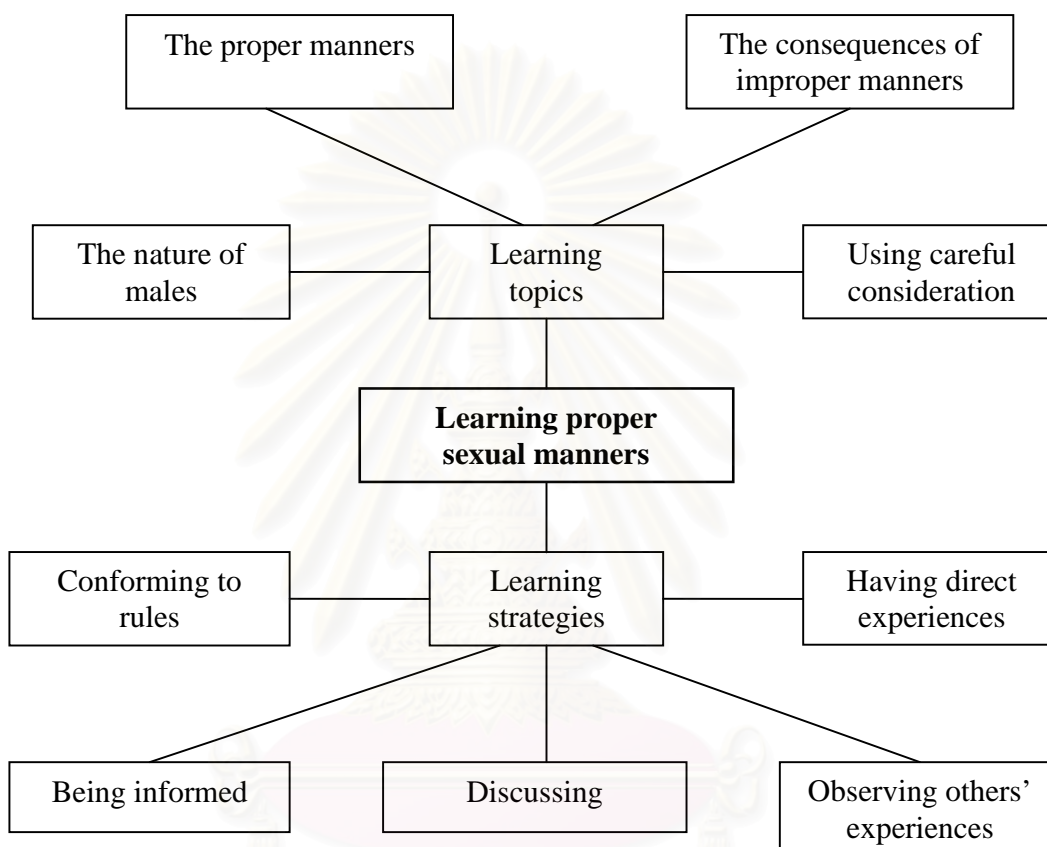 The proper manners
The consequences of
improper manners
The nature of
males
Learning
topics
Using careful
consideration
Learning proper
sexual manners
Conforming to
rules
Learning
strategies
Having direct
experiences
Being informed
Discussing
Observing others’
experiences